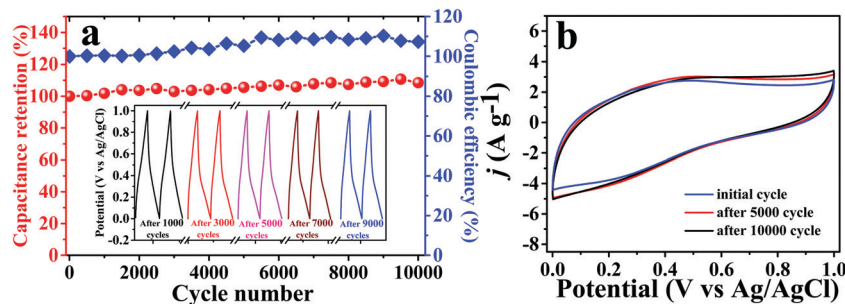 a
Capacitance retention (%)
140
120
100
80
60
40
20
0
Coulombic efficiency (%)
120
100
80
60
40
20
0
0 2000 4000 6000 8000 10000
Cycle number
Potential (V vs Ag/AgCl)
1.0
0.8
0.6
0.4
0.2
0.0
-0.2
After 1000
cycles
After 3000
cycles
After 5000
cycles
After 7000
cycles
After 9000
cycles
b
j (A g-1)
6
4
2
0
-2
-4
-6
-8
initial cycle
after 5000 cycle
after 10000 cycle
0.0 0.2 0.4 0.6 0.8 1.0
Potential (V vs Ag/AgCl)